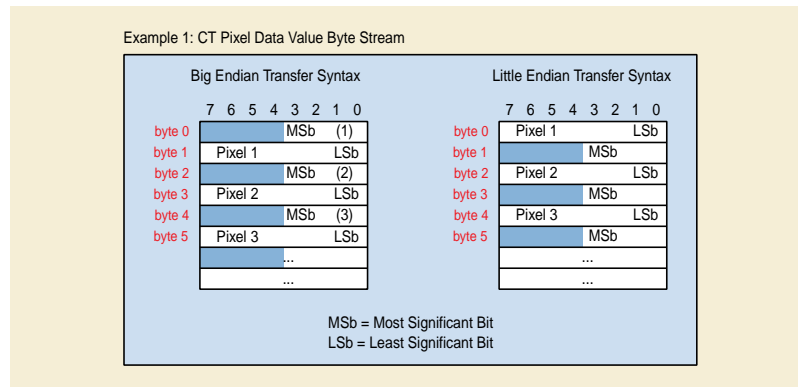 Example 1: CT Pixel Data Value Byte Stream
Big Endian Transfer Syntax
7 6 5 4 3 2 1 0
byte 0 MSb (1)
byte 1 Pixel 1 LSb
byte 2 MSb (2)
byte 3 Pixel 2 LSb
byte 4 MSb (3)
byte 5 Pixel 3 LSb
...
...
Little Endian Transfer Syntax
7 6 5 4 3 2 1 0
byte 0 Pixel 1 LSb
byte 1 MSb
byte 2 Pixel 2 LSb
byte 3 MSb
byte 4 Pixel 3 LSb
byte 5 MSb
...
...
MSb = Most Significant Bit
LSb = Least Significant Bit